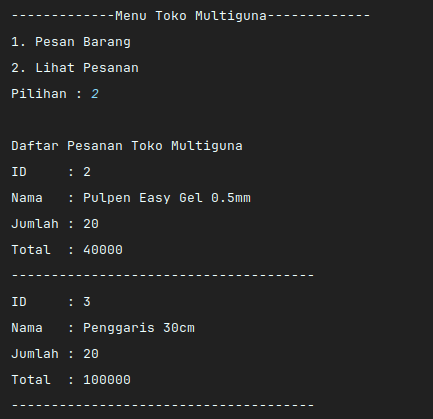 -------------Menu Toko Multiguna-------------
1. Pesan Barang
2. Lihat Pesanan
Pilihan : 2
Daftar Pesanan Toko Multiguna
ID     : 2
Nama   : Pulpen Easy Gel 0.5mm
Jumlah : 20
Total  : 40000
--------------------------------------
ID     : 3
Nama   : Penggaris 30cm
Jumlah : 20
Total  : 100000
--------------------------------------